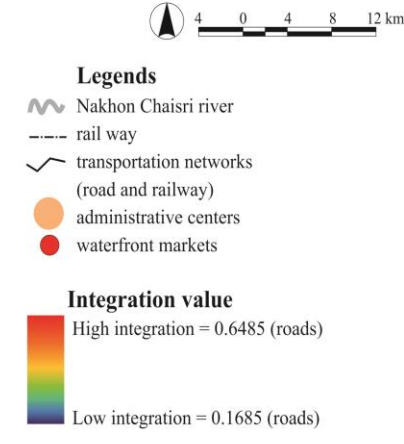 4 0 4 8 12 km
Legends
Nakhon Chaisri river
rail way
transportation networks
(road and railway)
administrative centers
waterfront markets
Integration value
High integration = 0.6485 (roads)
Low integration = 0.1685 (roads)